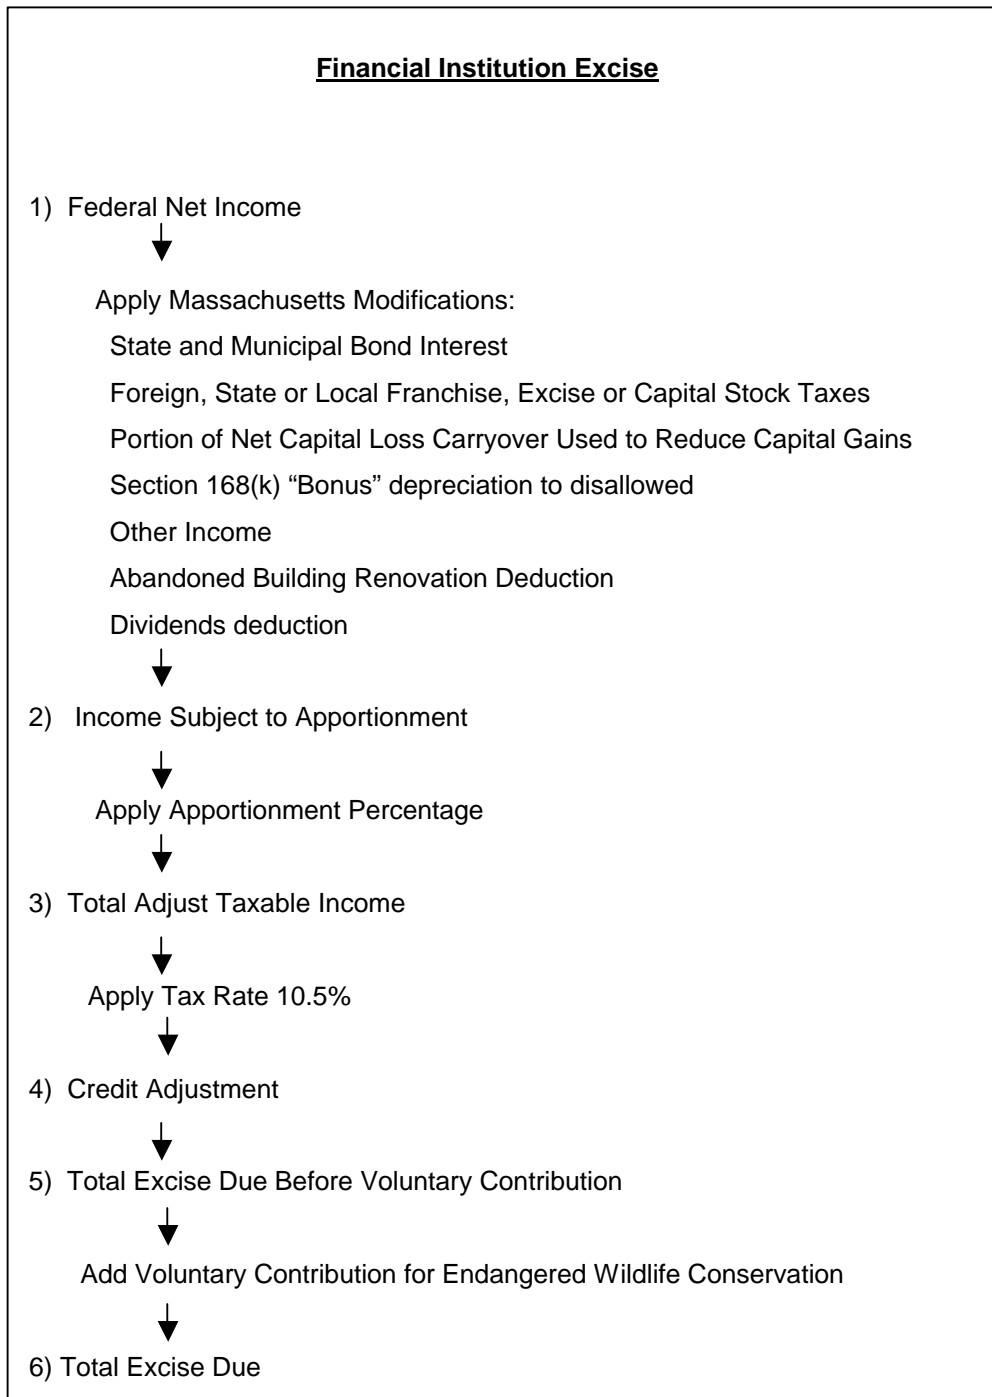 Financial Institution Excise
1) Federal Net Income
Apply Massachusetts Modifications:
State and Municipal Bond Interest
Foreign, State or Local Franchise, Excise or Capital Stock Taxes
Portion of Net Capital Loss Carryover Used to Reduce Capital Gains
Section 168(k) “Bonus” depreciation to disallowed
Other Income
Abandoned Building Renovation Deduction
Dividends deduction
2) Income Subject to Apportionment
Apply Apportionment Percentage
3) Total Adjust Taxable Income
Apply Tax Rate 10.5%
4) Credit Adjustment
5) Total Excise Due Before Voluntary Contribution
Add Voluntary Contribution for Endangered Wildlife Conservation
6) Total Excise Due